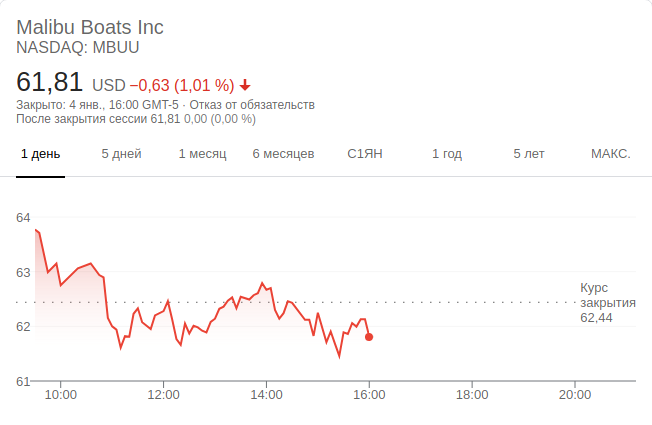 Malibu Boats Inc
NASDAQ: MBUU
61,81 USD −0,63 (1,01 %)
Закрыто: 4 янв., 16:00 GMT-5 · Отказ от обязательств
После закрытия сессии 61,81 0,00 (0,00 %)
1 день 5 дней 1 месяц 6 месяцев С1ЯН 1 год 5 лет МАКС.
64
63
Курс
закрытия
62,44
62
61
10:00 12:00 14:00 16:00 18:00 20:00